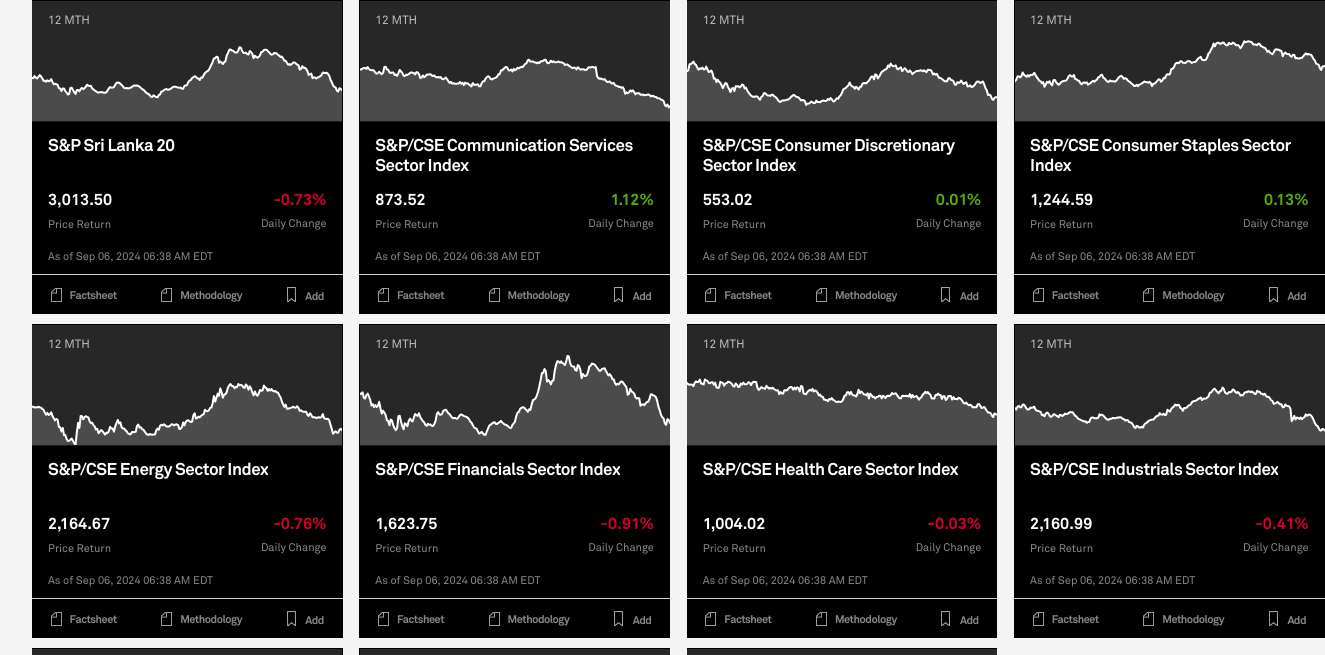 12 MTH
12 MTH
12 MTH
12 MTH
S&P Sri Lanka 20
S&P/CSE Communication Services
Sector Index
S&P/CSE Consumer Discretionary
Sector Index
S&P/CSE Consumer Staples Sector
Index
3,013.50 -0.73%
873.52 1.12%
553.02 0.01%
1,244.59 0.13%
Price Return Daily Change
Price Return Daily Change
Price Return Daily Change
Price Return Daily Change
As of Sep 06, 2024 06:38 AM EDT
As of Sep 06, 2024 06:38 AM EDT
As of Sep 06, 2024 06:38 AM EDT
As of Sep 06, 2024 06:38 AM EDT
Factsheet Methodology Add
Factsheet Methodology Add
Factsheet Methodology Add
Factsheet Methodology Add
12 MTH
12 MTH
12 MTH
12 MTH
S&P/CSE Energy Sector Index
S&P/CSE Financials Sector Index
S&P/CSE Health Care Sector Index
S&P/CSE Industrials Sector Index
2,164.67 -0.76%
1,623.75 -0.91%
1,004.02 -0.03%
2,160.99 -0.41%
Price Return Daily Change
Price Return Daily Change
Price Return Daily Change
Price Return Daily Change
As of Sep 06, 2024 06:38 AM EDT
As of Sep 06, 2024 06:38 AM EDT
As of Sep 06, 2024 06:38 AM EDT
As of Sep 06, 2024 06:38 AM EDT
Factsheet Methodology Add
Factsheet Methodology Add
Factsheet Methodology Add
Factsheet Methodology Add